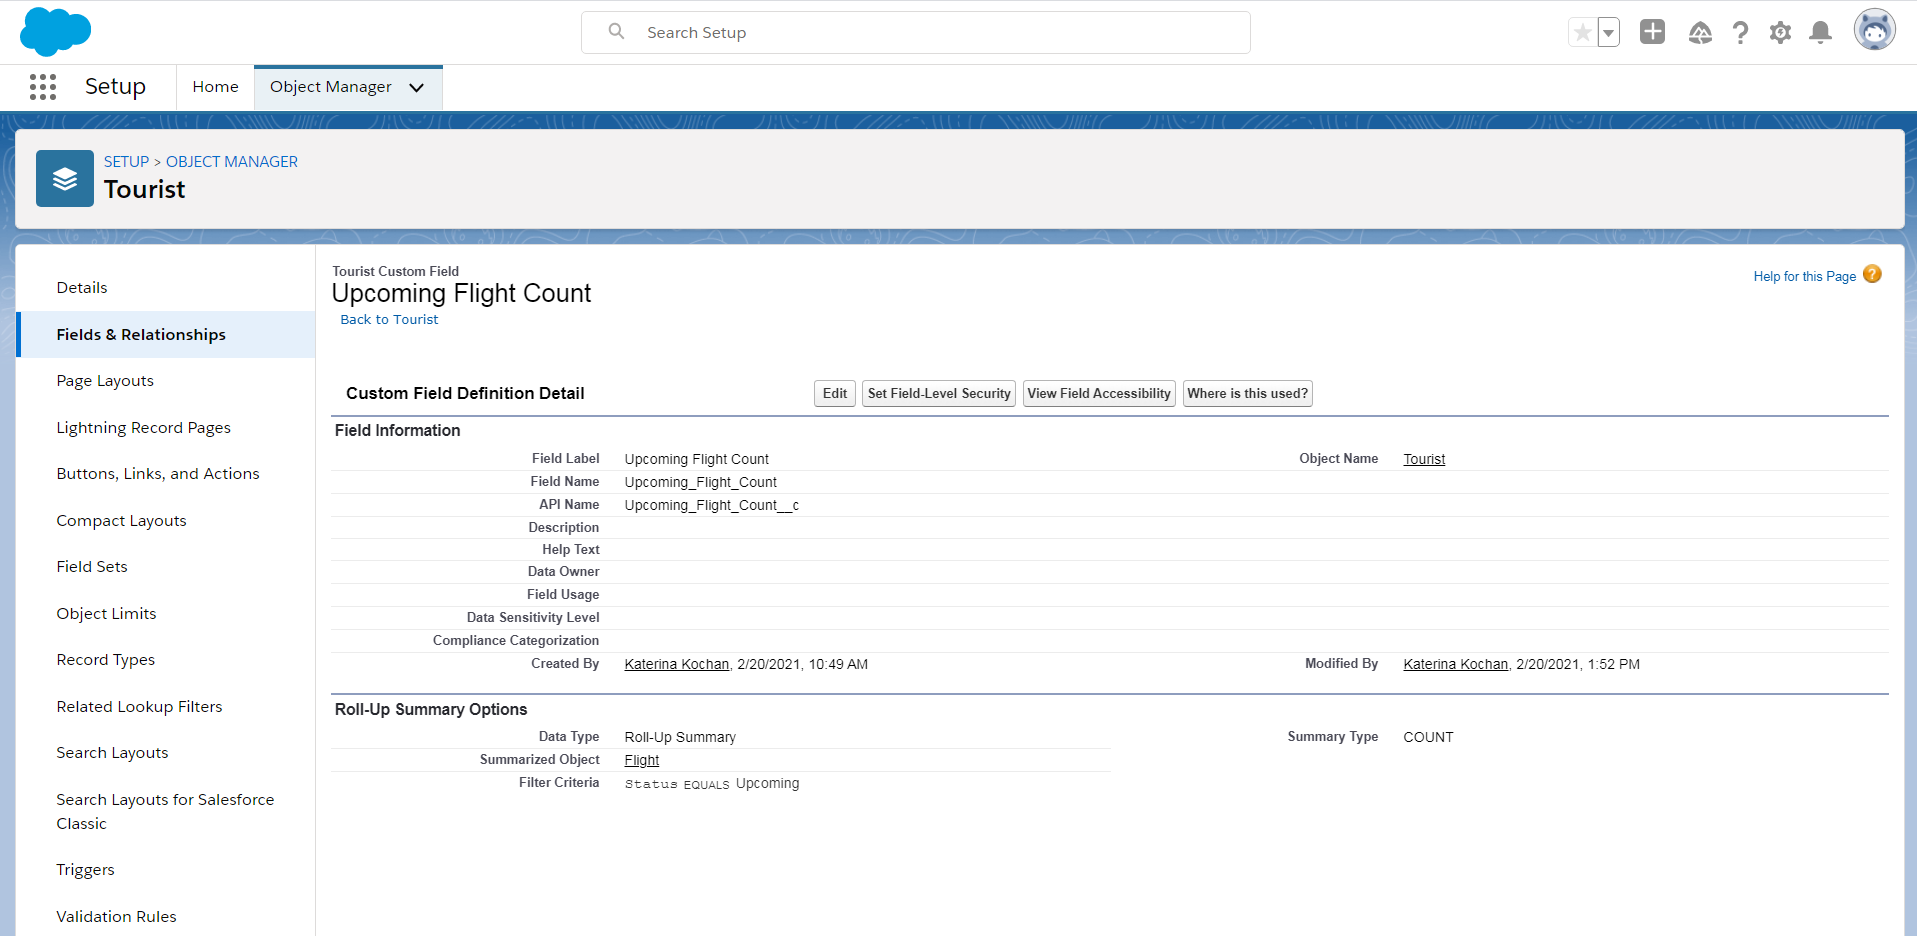 Search Setup
Setup
Home
Object Manager
SETUP > OBJECT MANAGER
Tourist
Details
Fields & Relationships
Page Layouts
Lightning Record Pages
Buttons, Links, and Actions
Compact Layouts
Field Sets
Object Limits
Record Types
Related Lookup Filters
Search Layouts
Search Layouts for Salesforce
Classic
Triggers
Validation Rules
Tourist Custom Field
Upcoming Flight Count
Back to Tourist
Help for this Page ?
Custom Field Definition Detail
Edit
Set Field-Level Security
View Field Accessibility
Where is this used?
Field Information
Field Label Upcoming Flight Count Object Name Tourist
Field Name Upcoming_Flight_Count
API Name Upcoming_Flight_Count__c
Description
Help Text
Data Owner
Field Usage
Data Sensitivity Level
Compliance Categorization
Created By Katerina Kochan, 2/20/2021, 10:49 AM Modified By Katerina Kochan, 2/20/2021, 1:52 PM
Roll-Up Summary Options
Data Type Roll-Up Summary Summary Type COUNT
Summarized Object Flight
Filter Criteria Status EQUALS Upcoming